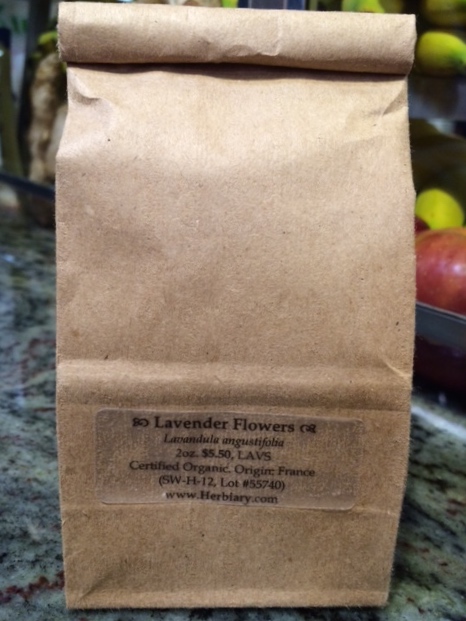 Lavender Flowers
Lavandula angustifolia
2oz. $5.50, LAVS
Certified Organic. Origin: France
(SW-H-12, Lot #55740)
www.Herbiary.com